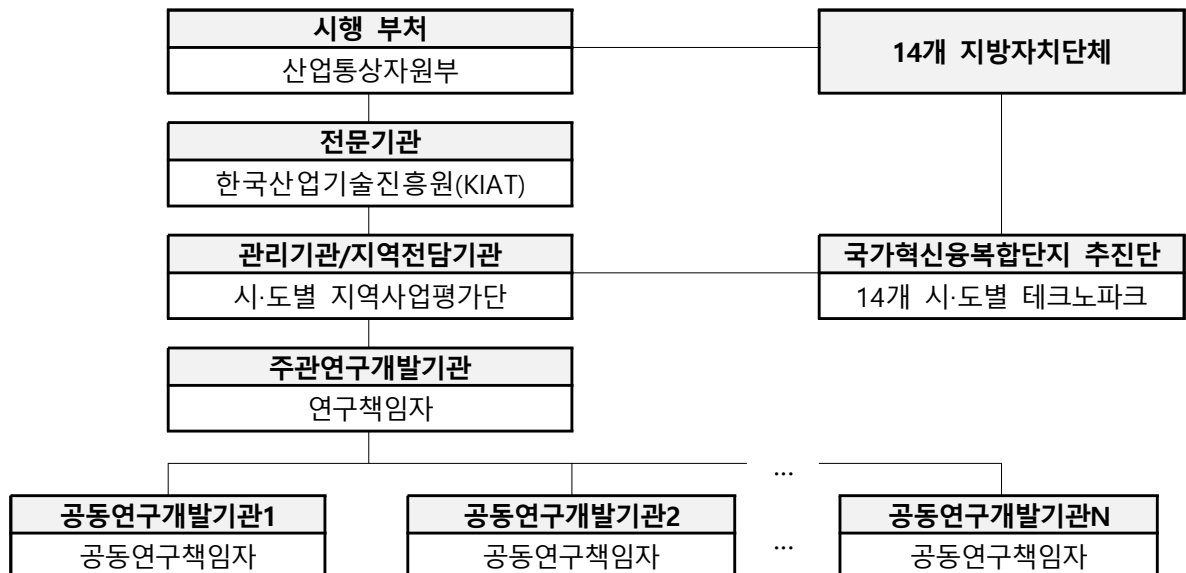 시행 부처
산업통상자원부
14개 지방자치단체
전문기관
한국산업기술진흥원(KIAT)
관리기관/지역전담기관
시·도별 지역사업평가단
국가혁신융복합단지 추진단
14개 시·도별 테크노파크
주관연구개발기관
연구책임자
...
공동연구개발기관1
공동연구책임자
공동연구개발기관2
공동연구책임자
...
공동연구개발기관N
공동연구책임자